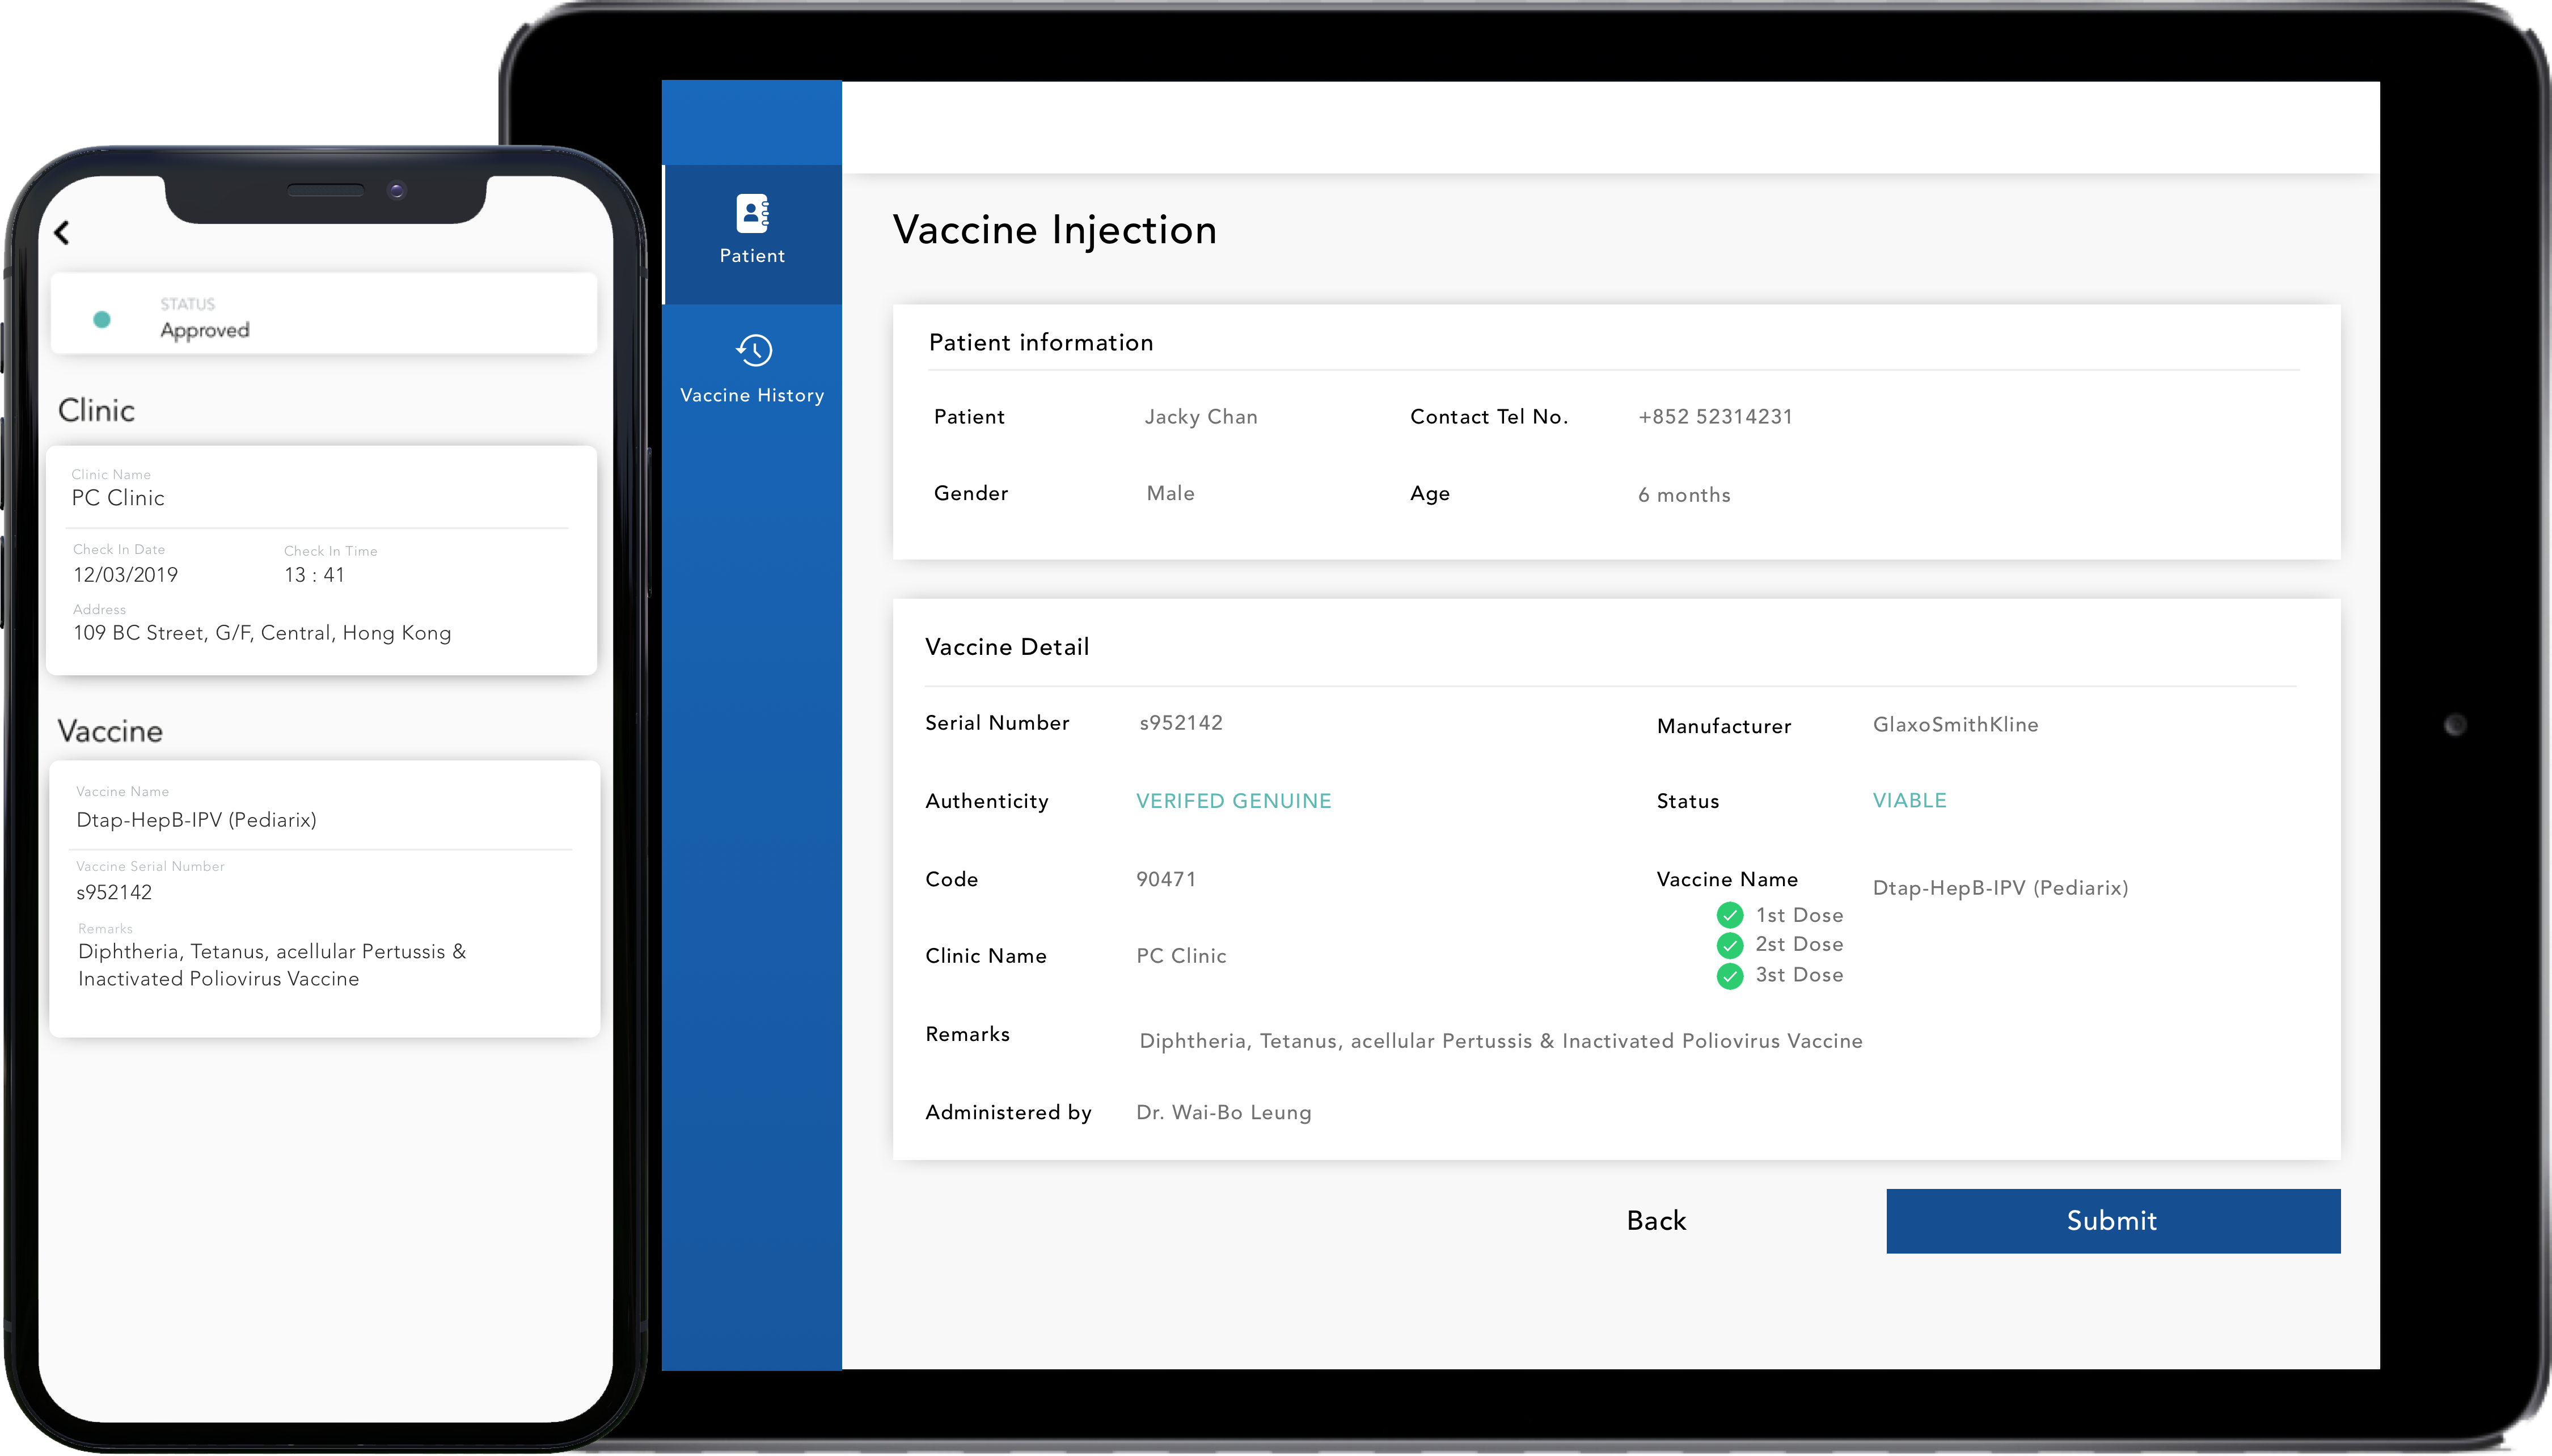 STATUS
Approved
Clinic
Clinic Name
PC Clinic
Check In Date
Check In Time
12/03/2019
13 : 41
Address
109 BC Street, G/F, Central, Hong Kong
Vaccine
Vaccine Name
Dtap-HepB-IPV (Pediarix)
Vaccine Serial Number
s952142
Remarks
Diphtheria, Tetanus, acellular Pertussis &
Inactivated Poliovirus Vaccine
Patient
Vaccine History
Vaccine Injection
Patient information
Patient Jacky Chan Contact Tel No. +852 52314231
Gender Male Age 6 months
Vaccine Detail
Serial Number s952142 Manufacturer GlaxoSmithKline
Authenticity VERIFED GENUINE Status VIABLE
Code 90471 Vaccine Name Dtap-HepB-IPV (Pediarix)
1st Dose
2st Dose
3st Dose
Clinic Name PC Clinic
Remarks Diphtheria, Tetanus, acellular Pertussis & Inactivated Poliovirus Vaccine
Administered by Dr. Wai-Bo Leung
Back Submit